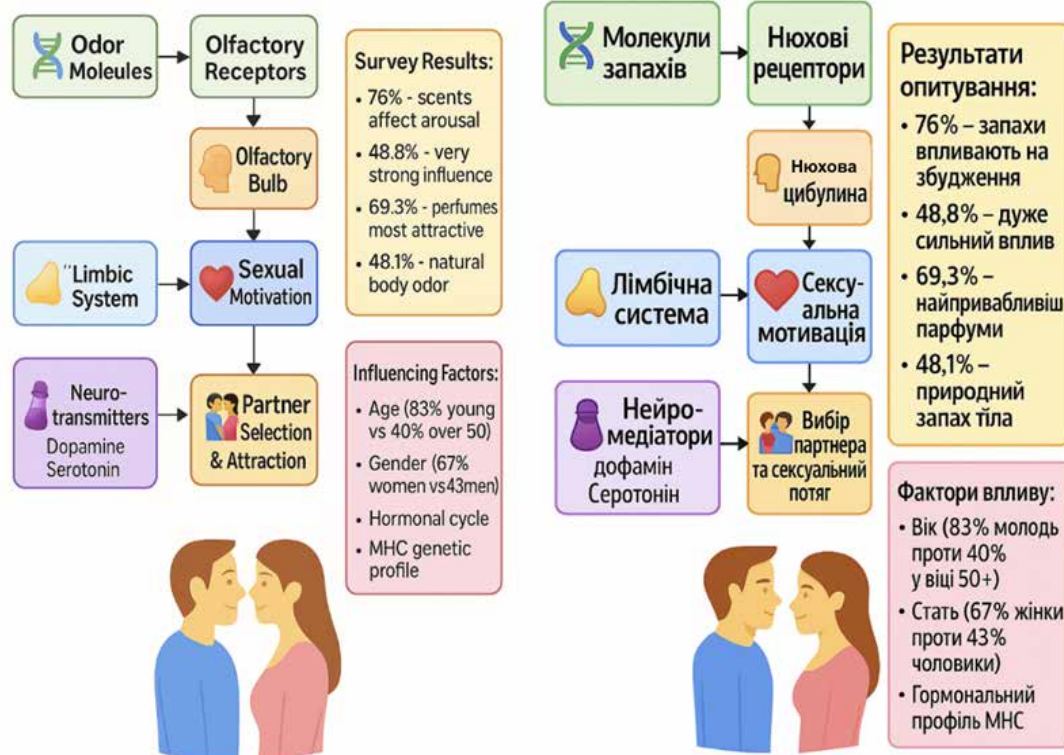 Odor
Moleules
Olfactory
Receptors
Olfactory
Bulb
"Limbic
System
Sexual
Motivation
Neuro-
transmitters
Dopamine
Serotonin
Partner
Selection
& Attraction
Survey Results:
• 76% - scents
affect arousal
• 48.8% - very
strong influence
• 69.3% - perfumes
most attractive
• 48.1% - natural
body odor
Influencing Factors:
• Age (83% young
vs 40% over 50)
• Gender (67%
women vs43men)
• Hormonal cycle
• MHC genetic
profile
Молекули
запахів
Нюхові
рецептори
Нюхова
цибулина
Лімбічна
система
Сексу-
альна
мотивація
Нейро-
медіатори
дофамін
Серотонін
Вибір
партнера
та сексуальний
потяг
Результати
опитування:
• 76% – запахи
впливають на
збудження
• 48,8% – дуже
сильний вплив
• 69,3% –
найпривабливіш
парфуми
• 48,1% –
природний
запах тїла
Фактори впливу:
• Вік (83% молодь
проти 40%
у віці 50+)
• Стать (67% жінки
проти 43%
чоловики)
• Гормональний
профіль МНС